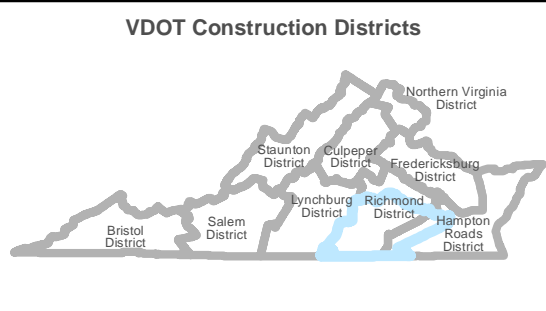 VDOT Construction Districts
Northern Virginia
District
Staunton
District
Culpeper
District
Fredericksburg
District
Lynchburg
District
Richmond
District
Hampton
Roads
District
Salem
District
Bristol
District